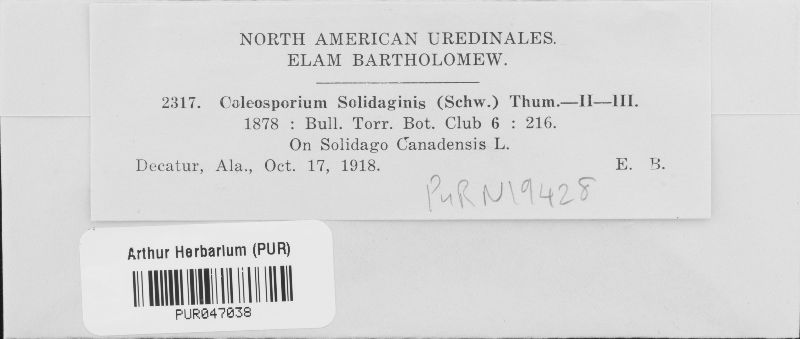 NORTH AMERICAN UREDINALES.
ELAM BARTHOLOMEW.
2317. Coleosporium Solidaginis (Schw.) Thum.—II—III.
1878 : Bull. Torr. Bot. Club 6 : 216.
On Solidago Canadensis L.
Decatur, Ala., Oct. 17, 1918. E. B.
PUR N19428
Arthur Herbarium (PUR)
PUR047038